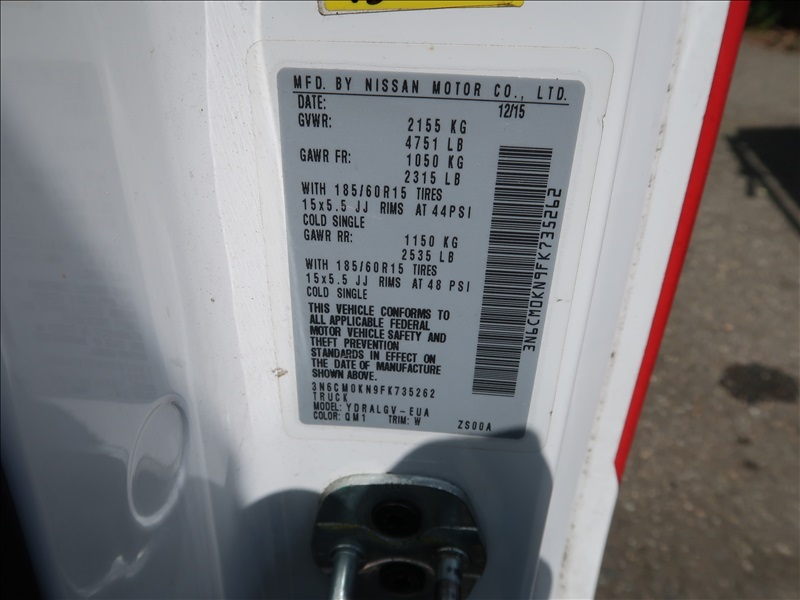 MFD. BY NISSAN MOTOR CO., LTD.
DATE: 12/15
GVWR: 2155 KG
4751 LB
GAWR FR: 1050 KG
2315 LB
WITH 185/60R15 TIRES
15x5.5 JJ RIMS AT 44PSI
COLD SINGLE
GAWR RR: 1150 KG
2535 LB
WITH 185/60R15 TIRES
15x5.5 JJ RIMS AT 48 PSI
COLD SINGLE
THIS VEHICLE CONFORMS TO
ALL APPLICABLE FEDERAL
MOTOR VEHICLE SAFETY AND
THEFT PREVENTION
STANDARDS IN EFFECT ON
THE DATE OF MANUFACTURE
SHOWN ABOVE.
3N6CM0KN9FK735262
TRUCK
MODEL: YDRALGV-EUA
COLOR: QM1 TRIM: W ZS00A
3N6CM0KN9FK735262